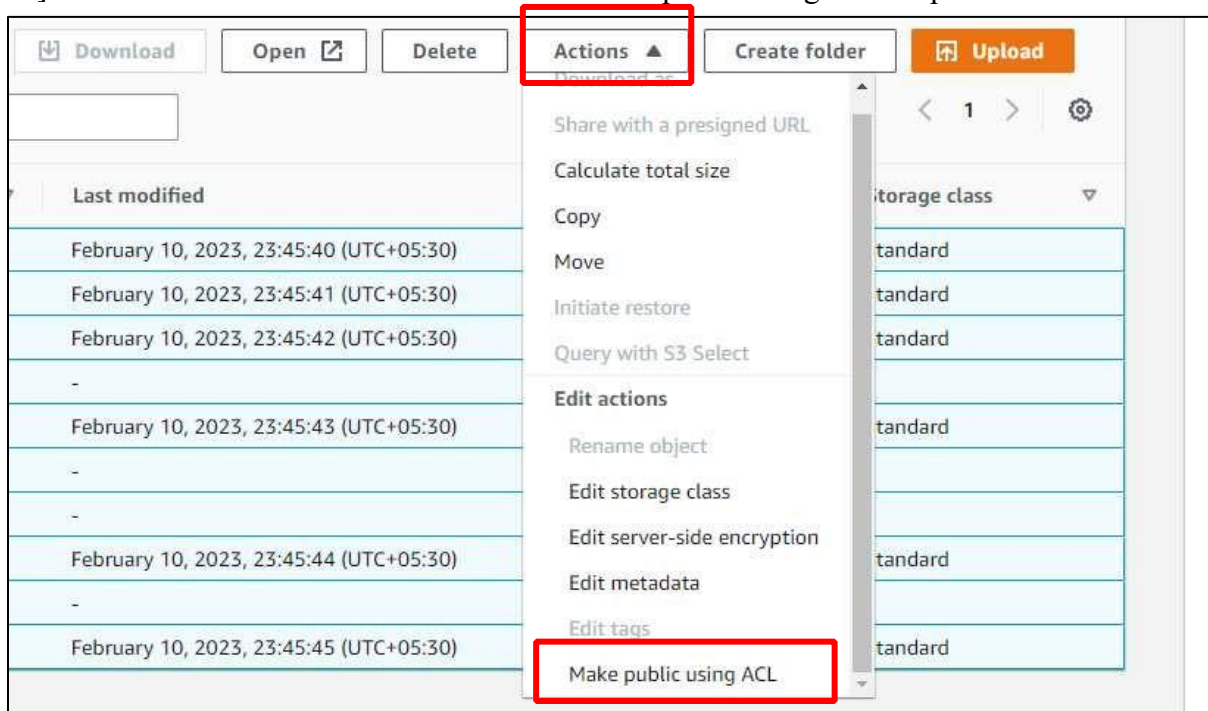 Download Open Delete Actions ▲ Create folder Upload
Download as
< 1 >
Share with a presigned URL
Calculate total size
Last modified
torage class
Copy
February 10, 2023, 23:45:40 (UTC+05:30)
tandard
Move
February 10, 2023, 23:45:41 (UTC+05:30)
tandard
Initiate restore
February 10, 2023, 23:45:42 (UTC+05:30)
tandard
Query with S3 Select
-
Edit actions
February 10, 2023, 23:45:43 (UTC+05:30)
tandard
Rename object
-
Edit storage class
-
Edit server-side encryption
February 10, 2023, 23:45:44 (UTC+05:30)
tandard
Edit metadata
-
Edit tags
February 10, 2023, 23:45:45 (UTC+05:30)
tandard
Make public using ACL